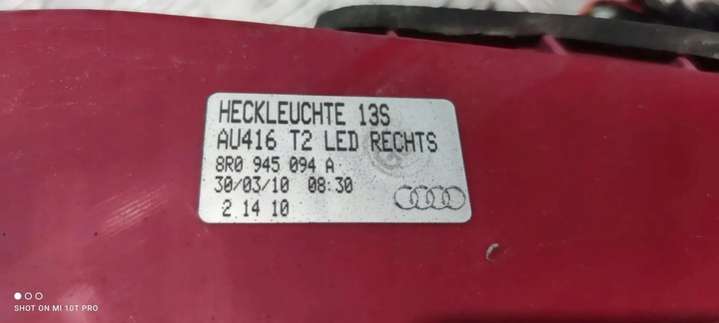 HECKLEUCHTE 13S
AU416 T2 LED RECHTS
8R0 945 094 A
30/03/10 08:30
2 14 10
SHOT ON MI 10T PRO